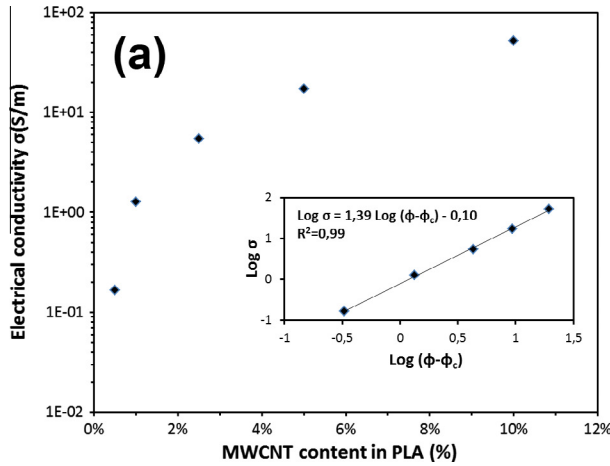 (a)
Electrical conductivity σ(S/m)
1E+02
1E+01
1E+00
1E-01
1E-02
0%
2%
4%
6%
8%
10%
12%
MWCNT content in PLA (%)
Log σ = 1,39 Log (ϕ-ϕc) - 0,10
R²=0,99
Log σ
2
1
0
-1
-1
-0,5
0
0,5
1
1,5
Log (ϕ-ϕc)